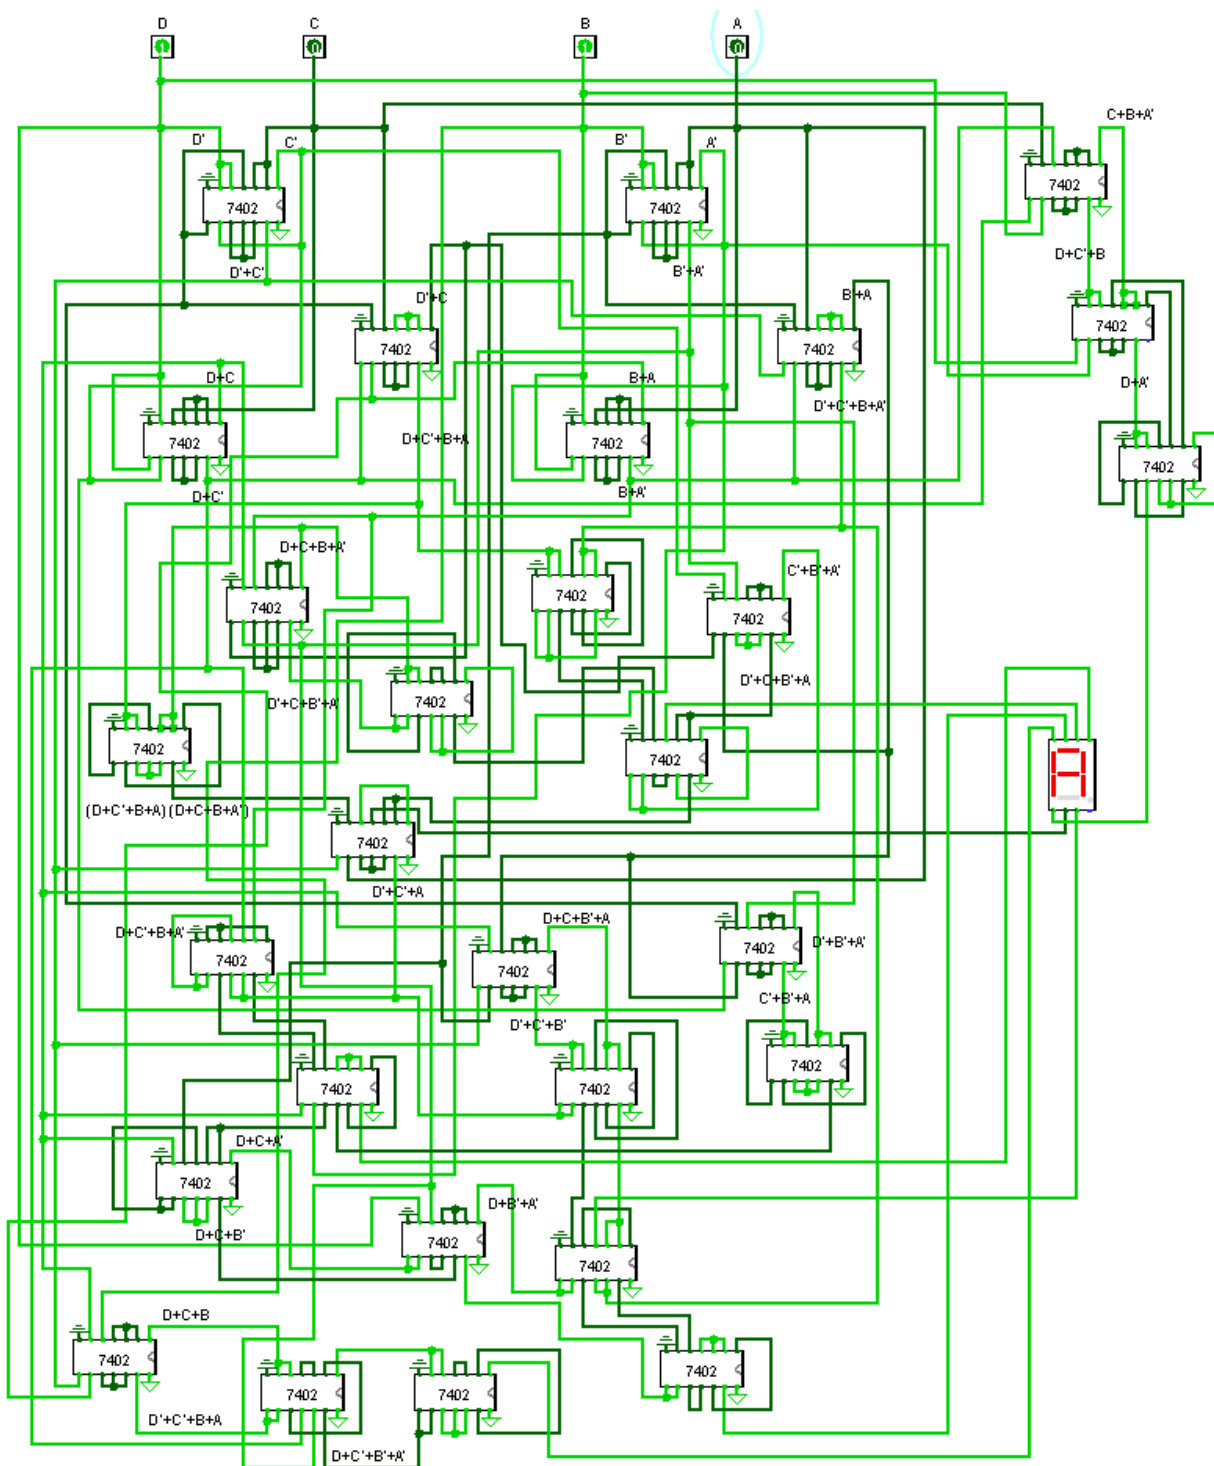 D C B A
D' C' B' A' C+B+A'
7402 7402 7402
D'+C' B'+A' D+C'+B
D'+C B'+A
7402 7402 7402
D+C B+A D+A'
D'+C'+B+A'
7402 7402 D+C'+B+A 7402
D+C' B+A'
D+C+B+A' C'+B'+A'
7402 7402 7402
D'+C+B'+A' D'+C+B'+A
7402
7402 7402
(D+C'+B+A)(D+C+B+A')
7402
D'+C'+A
D+C'+B+A' D+C+B'+A D'+B'+A'
7402 7402 7402
C'+B'+A
D'+C'+B'
7402 7402 7402
D+C+A'
7402
D+B'+A'
D+C+B'
7402 7402
D+C+B
7402 7402
7402 7402
D'+C'+B+A
D+C'+B'+A'